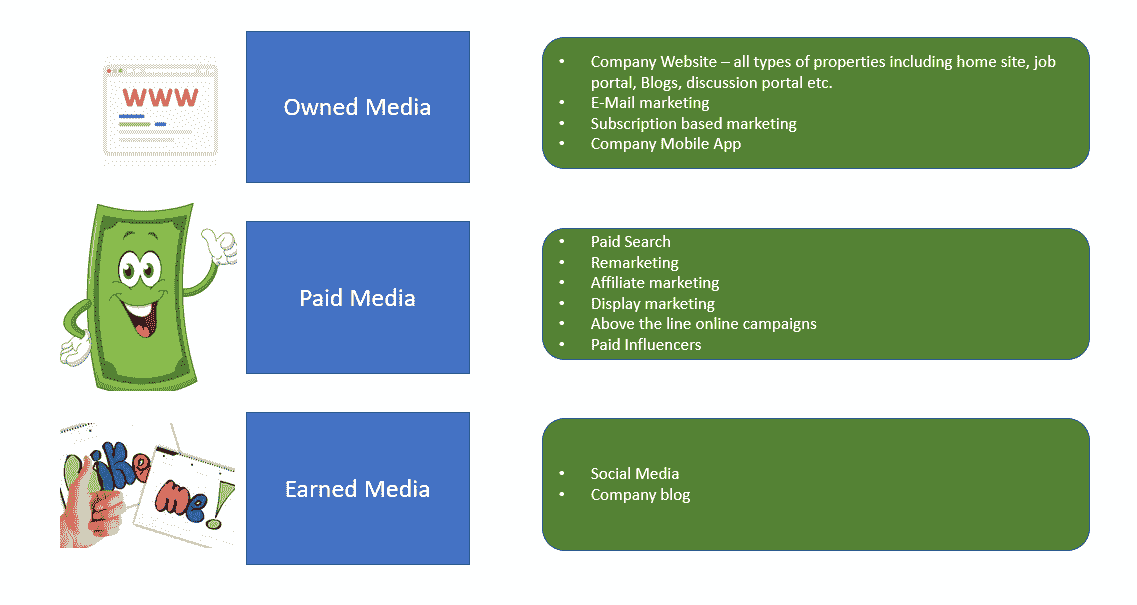 WWW
Owned Media
• Company Website – all types of properties including home site, job
portal, Blogs, discussion portal etc.
• E-Mail marketing
• Subscription based marketing
• Company Mobile App
Paid Media
• Paid Search
• Remarketing
• Affiliate marketing
• Display marketing
• Above the line online campaigns
• Paid Influencers
like
me!
Earned Media
• Social Media
• Company blog